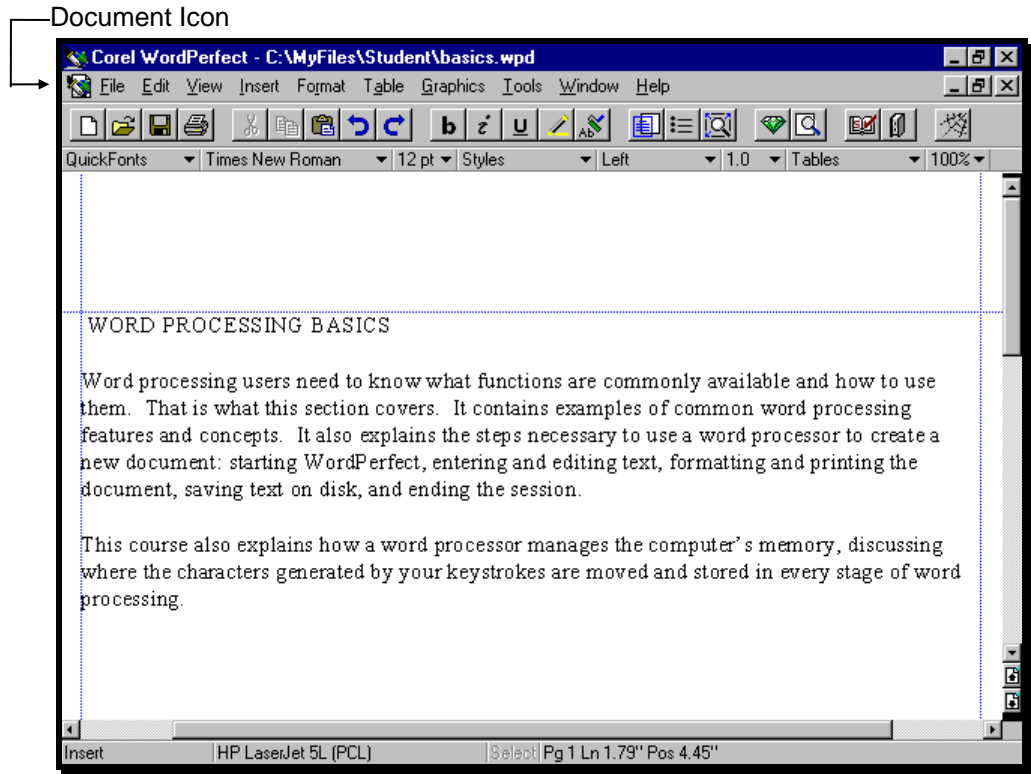 Document Icon
Corel WordPerfect - C:\MyFiles\Student\basics.wpd
File Edit View Insert Format Table Graphics Tools Window Help
b i u ABC
QuickFonts Times New Roman 12 pt Styles Left 1.0 Tables 100%
WORD PROCESSING BASICS
Word processing users need to know what functions are commonly available and how to use
them. That is what this section covers. It contains examples of common word processing
features and concepts. It also explains the steps necessary to use a word processor to create a
new document: starting WordPerfect, entering and editing text, formatting and printing the
document, saving text on disk, and ending the session.
This course also explains how a word processor manages the computer's memory, discussing
where the characters generated by your keystrokes are moved and stored in every stage of word
processing.
Insert HP LaserJet 5L (PCL) Select Pg 1 Ln 1.79" Pos 4.45"